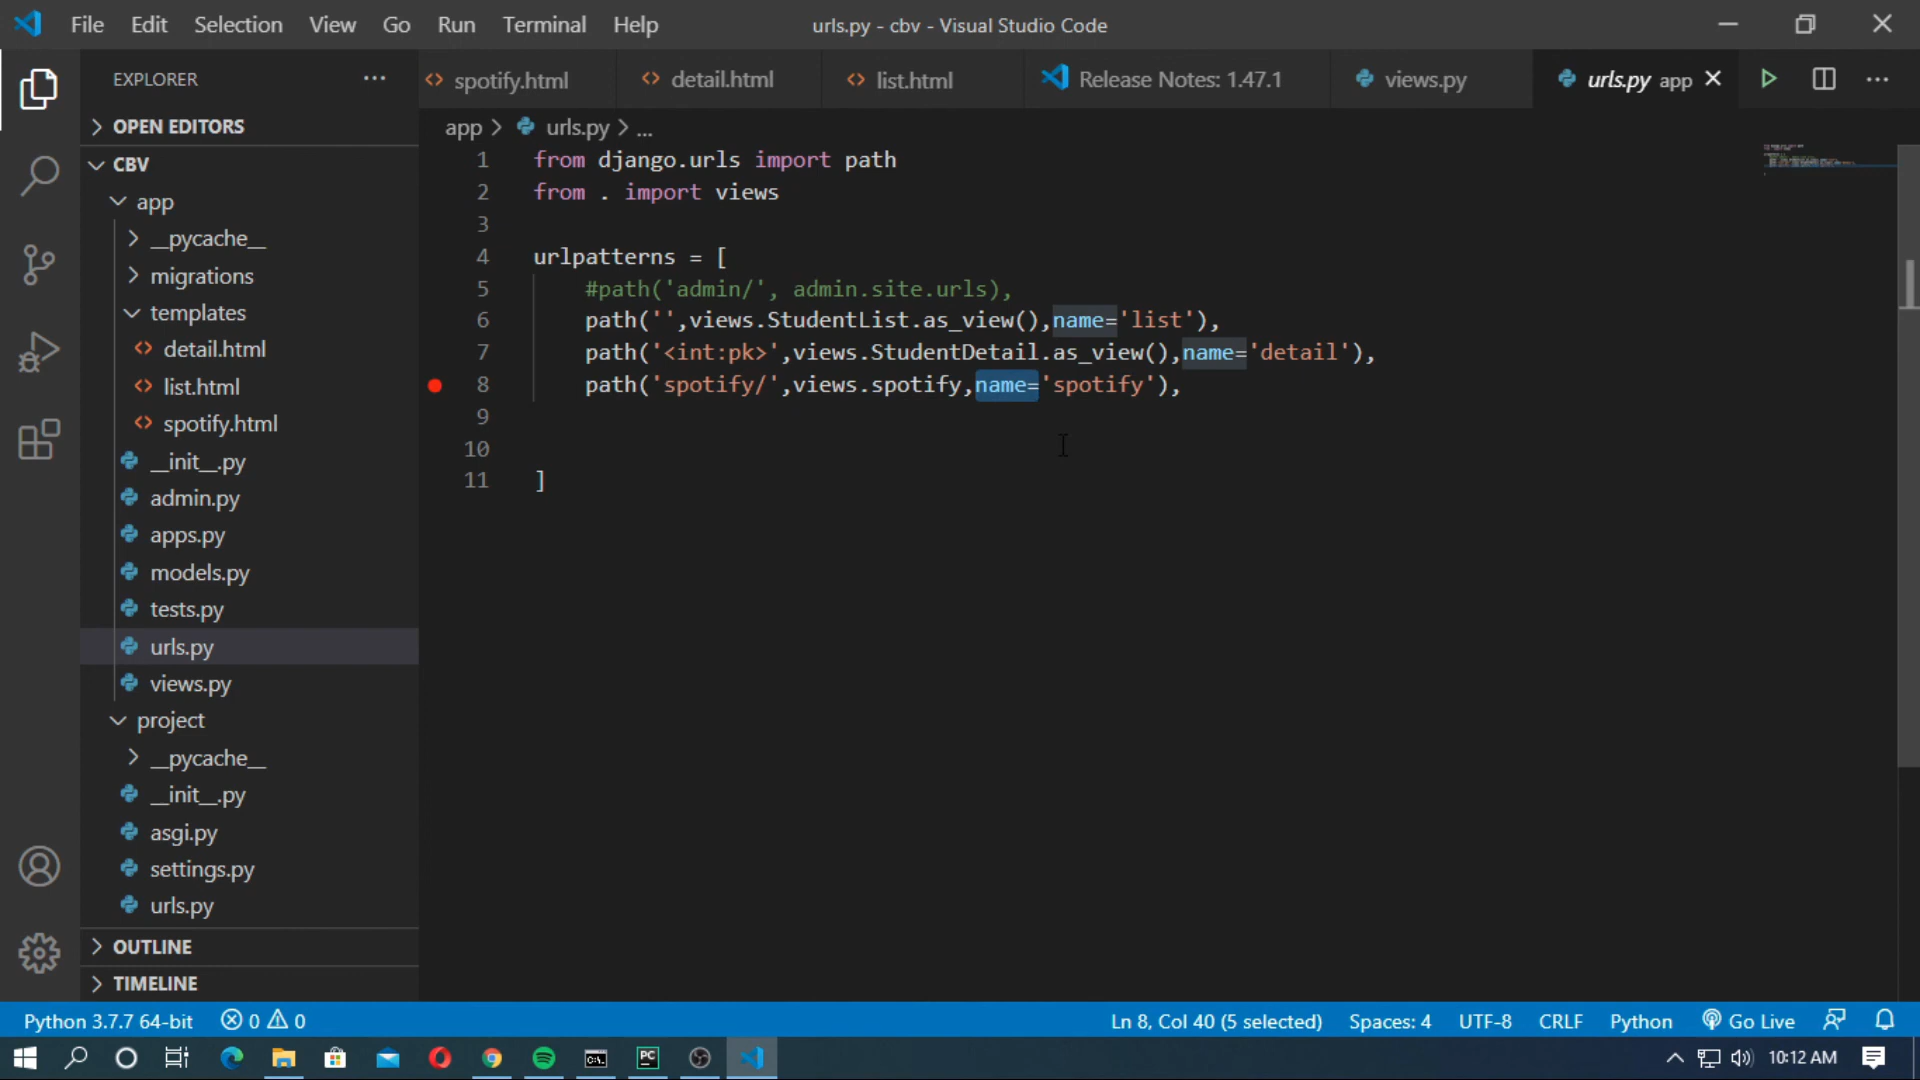 File Edit Selection View Go Run Terminal Help
urls.py - cbv - Visual Studio Code
EXPLORER
spotify.html
detail.html
list.html
Release Notes: 1.47.1
views.py
urls.py app
OPEN EDITORS
CBV
app
__pycache__
migrations
templates
detail.html
list.html
spotify.html
__init__.py
admin.py
apps.py
models.py
tests.py
urls.py
views.py
project
__pycache__
__init__.py
asgi.py
settings.py
urls.py
OUTLINE
TIMELINE
app > urls.py > ...
1 from django.urls import path
2 from . import views
3
4 urlpatterns = [
5 #path('admin/', admin.site.urls),
6 path('',views.StudentList.as_view(),name='list'),
7 path('<int:pk>',views.StudentDetail.as_view(),name='detail'),
8 path('spotify/',views.spotify,name='spotify'),
9
10
11 ]
Python 3.7.7 64-bit 0 0 Ln 8, Col 40 (5 selected) Spaces: 4 UTF-8 CRLF Python Go Live
PC 10:12 AM